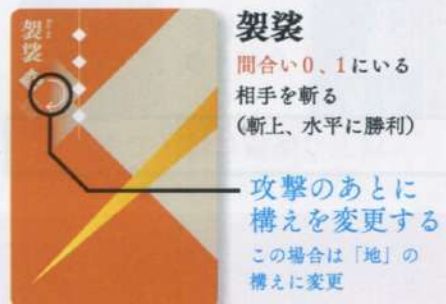 袈裟
袈裟
間合い0、1にいる
相手を斬る
(斬上、水平に勝利)
攻撃のあとに
構えを変更する
この場合は「地」の
構えに変更